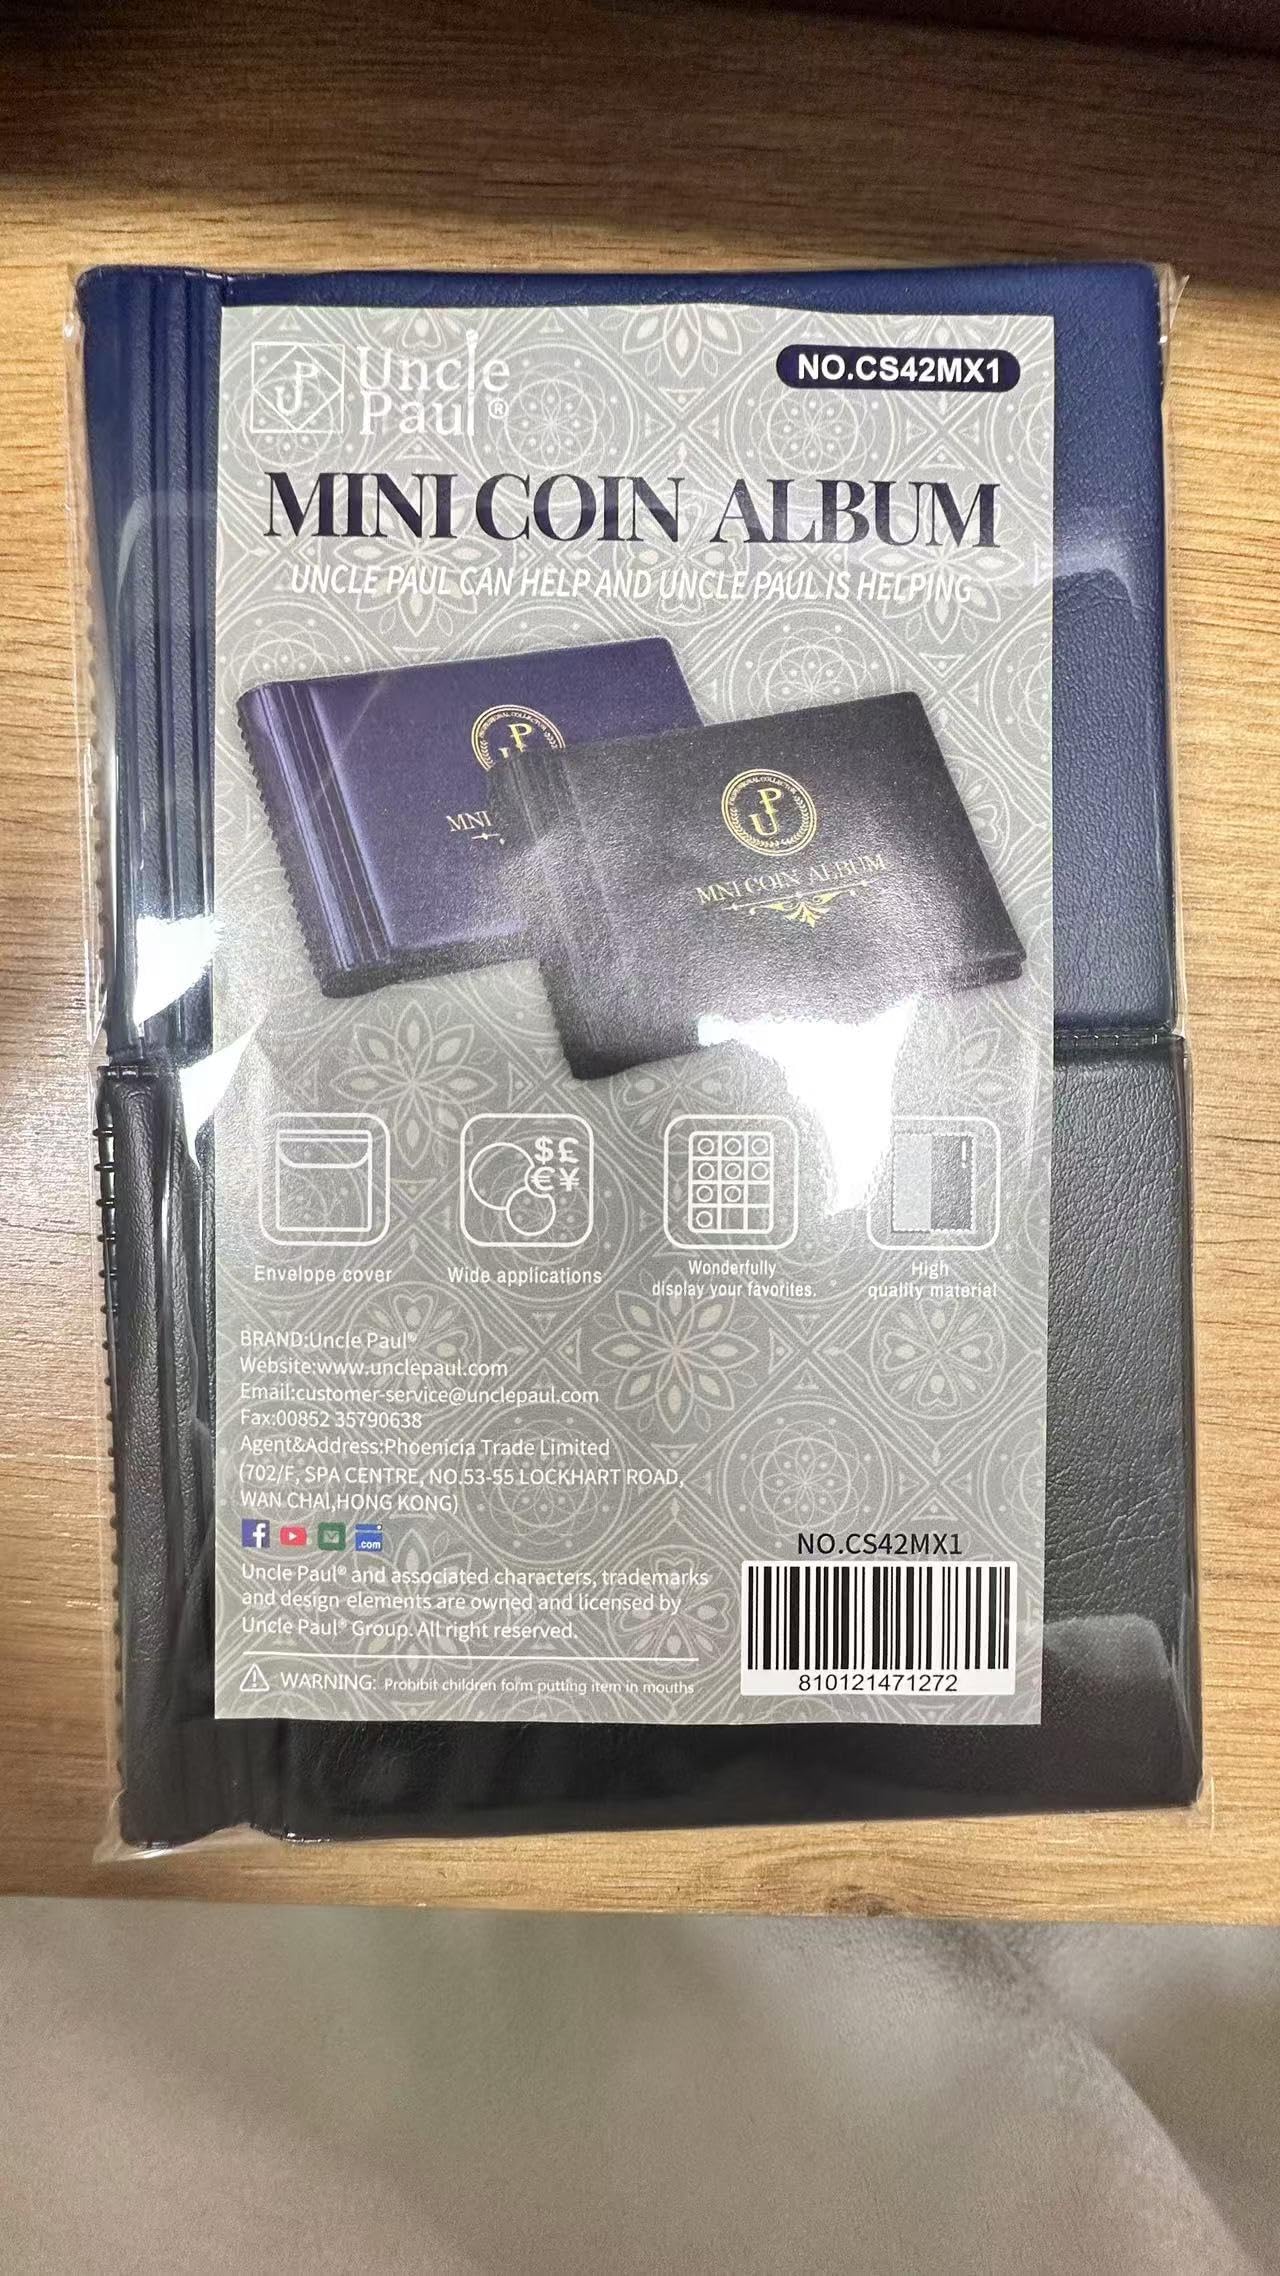 Uncle
Paul®
NO.CS42MX1
MINI COIN ALBUM
UNCLE PAUL CAN HELP AND UNCLE PAUL IS HELPING
MNI
MNI COIN ALBUM
$£
€¥
Envelope cover
Wide applications
Wonderfully
display your favorites.
High
quality material
BRAND:Uncle Paul®
Website:www.unclepaul.com
Email:customer-service@unclepaul.com
Fax:00852 35790638
Agent&Address:Phoenicia Trade Limited
(702/F, SPA CENTRE, NO.53-55 LOCKHART ROAD,
WAN CHAI,HONG KONG)
.com
Uncle Paul® and associated characters, trademarks
and design elements are owned and licensed by
Uncle Paul® Group. All right reserved.
WARNING: Prohibit children form putting item in mouths
NO.CS42MX1
810121471272